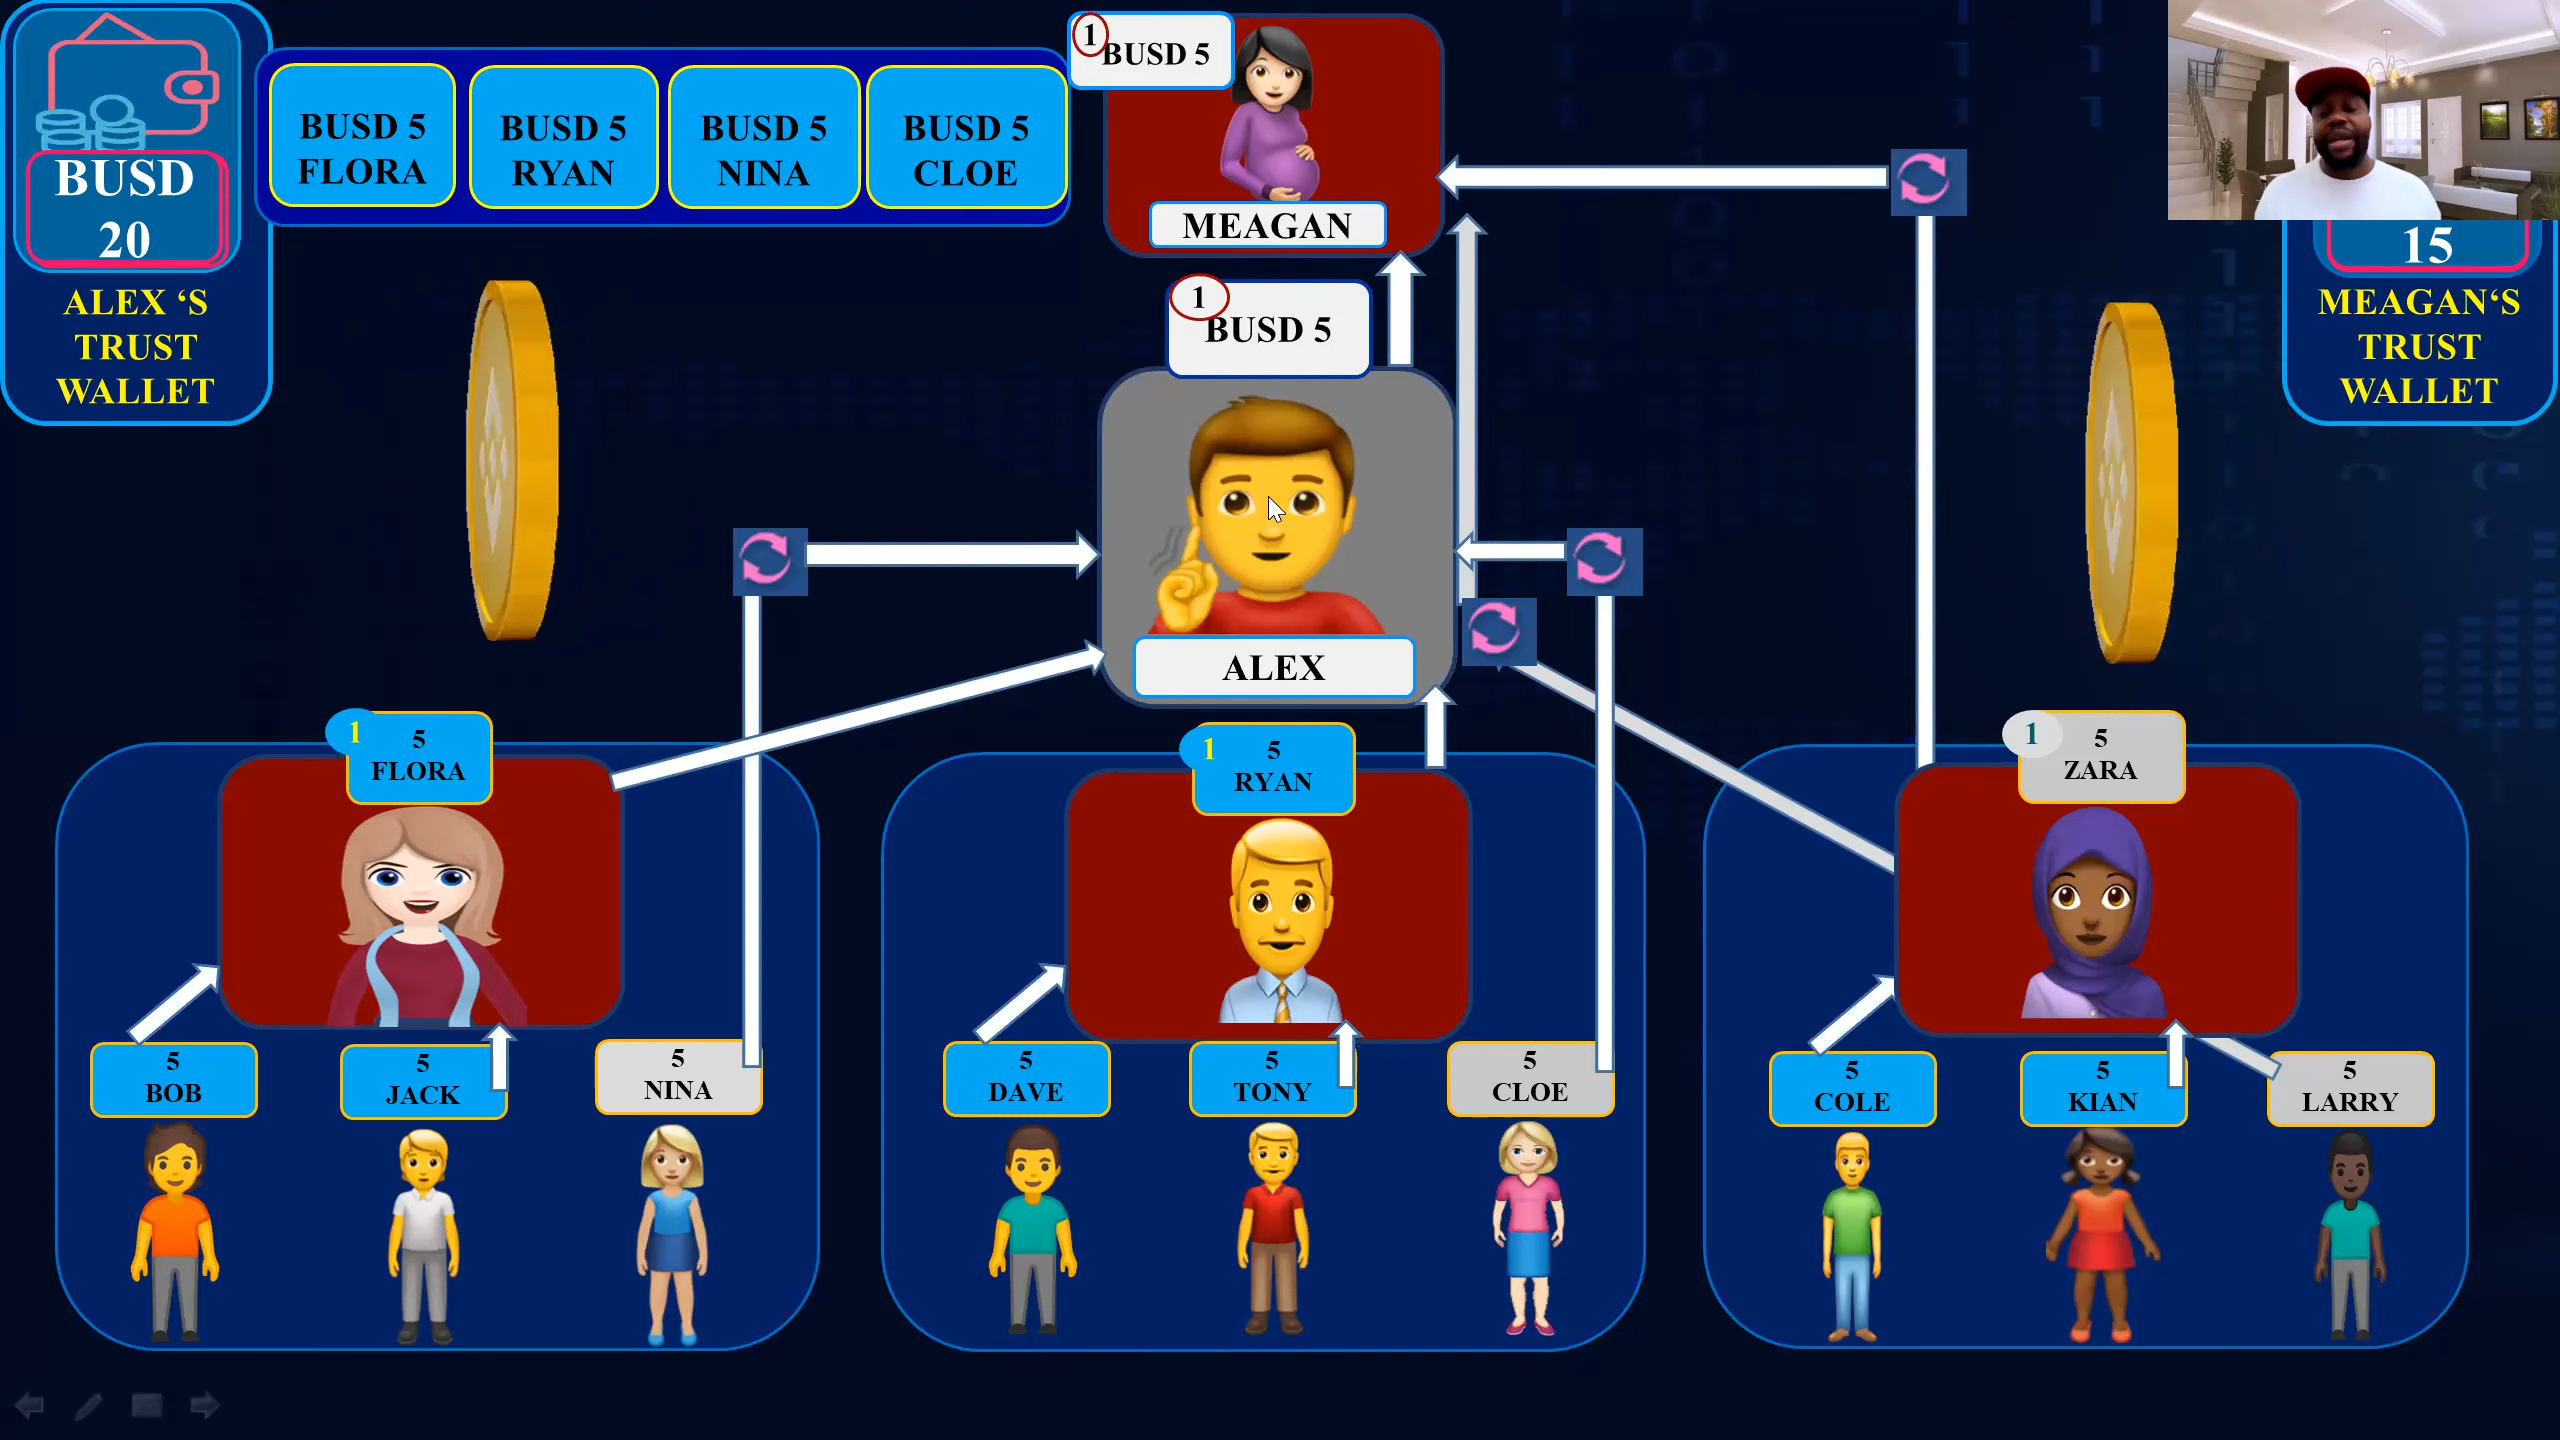 BUSD
20
ALEX ‘S
TRUST
WALLET
BUSD 5
FLORA
BUSD 5
RYAN
BUSD 5
NINA
BUSD 5
CLOE
1
BUSD 5
MEAGAN
15
MEAGAN‘S
TRUST
WALLET
1
BUSD 5
ALEX
1
5
FLORA
1
5
RYAN
1
5
ZARA
5
BOB
5
JACK
5
NINA
5
DAVE
5
TONY
5
CLOE
5
COLE
5
KIAN
5
LARRY